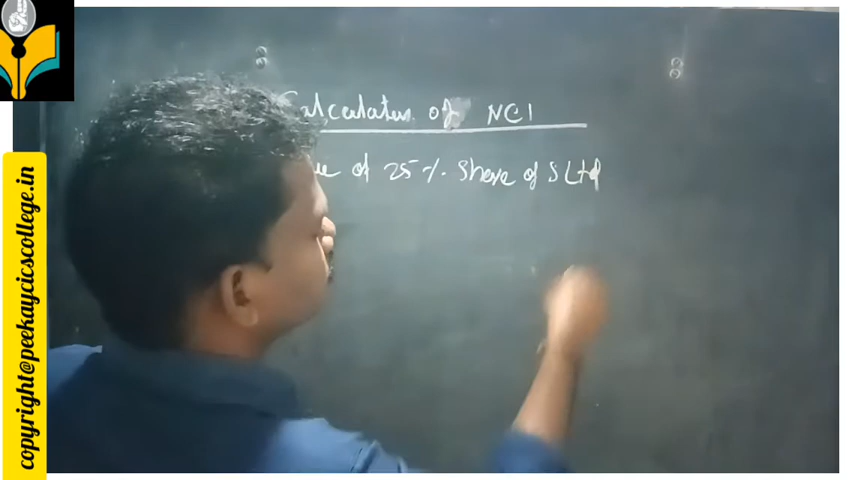 Calculation of NCI
of 25 %. Share of S Ltd
copyright@peekaycicscollege.in